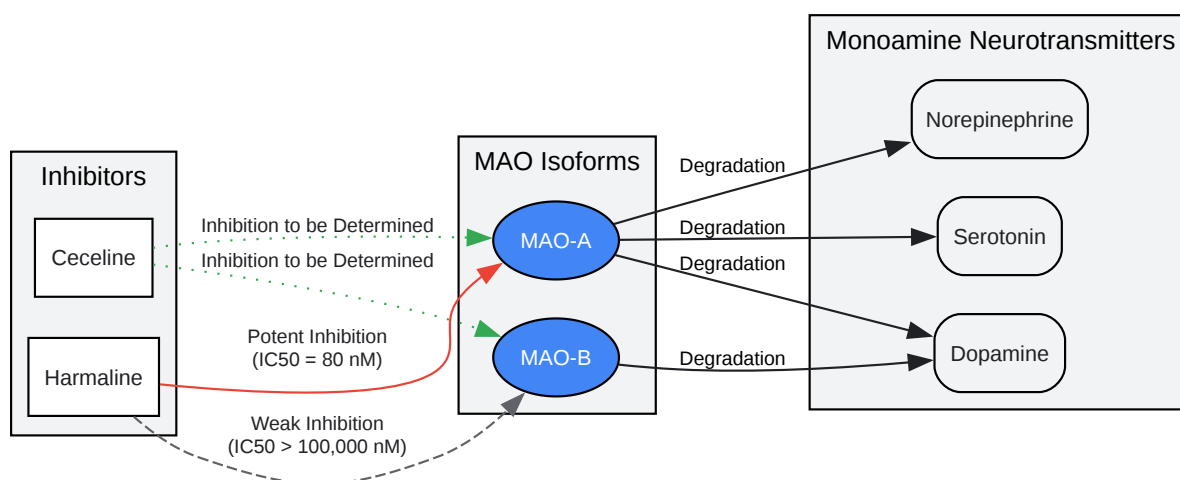 Monoamine Neurotransmitters
Norepinephrine
MAO Isoforms
Degradation
Inhibitors
Inhibition to be Determined
Ceceline
MAO-A
Degradation
Serotonin
Inhibition to be Determined
Degradation
Potent Inhibition
(IC50 = 80 nM)
MAO-B
Degradation
Dopamine
Harmaline
Weak Inhibition
(IC50 > 100,000 nM)